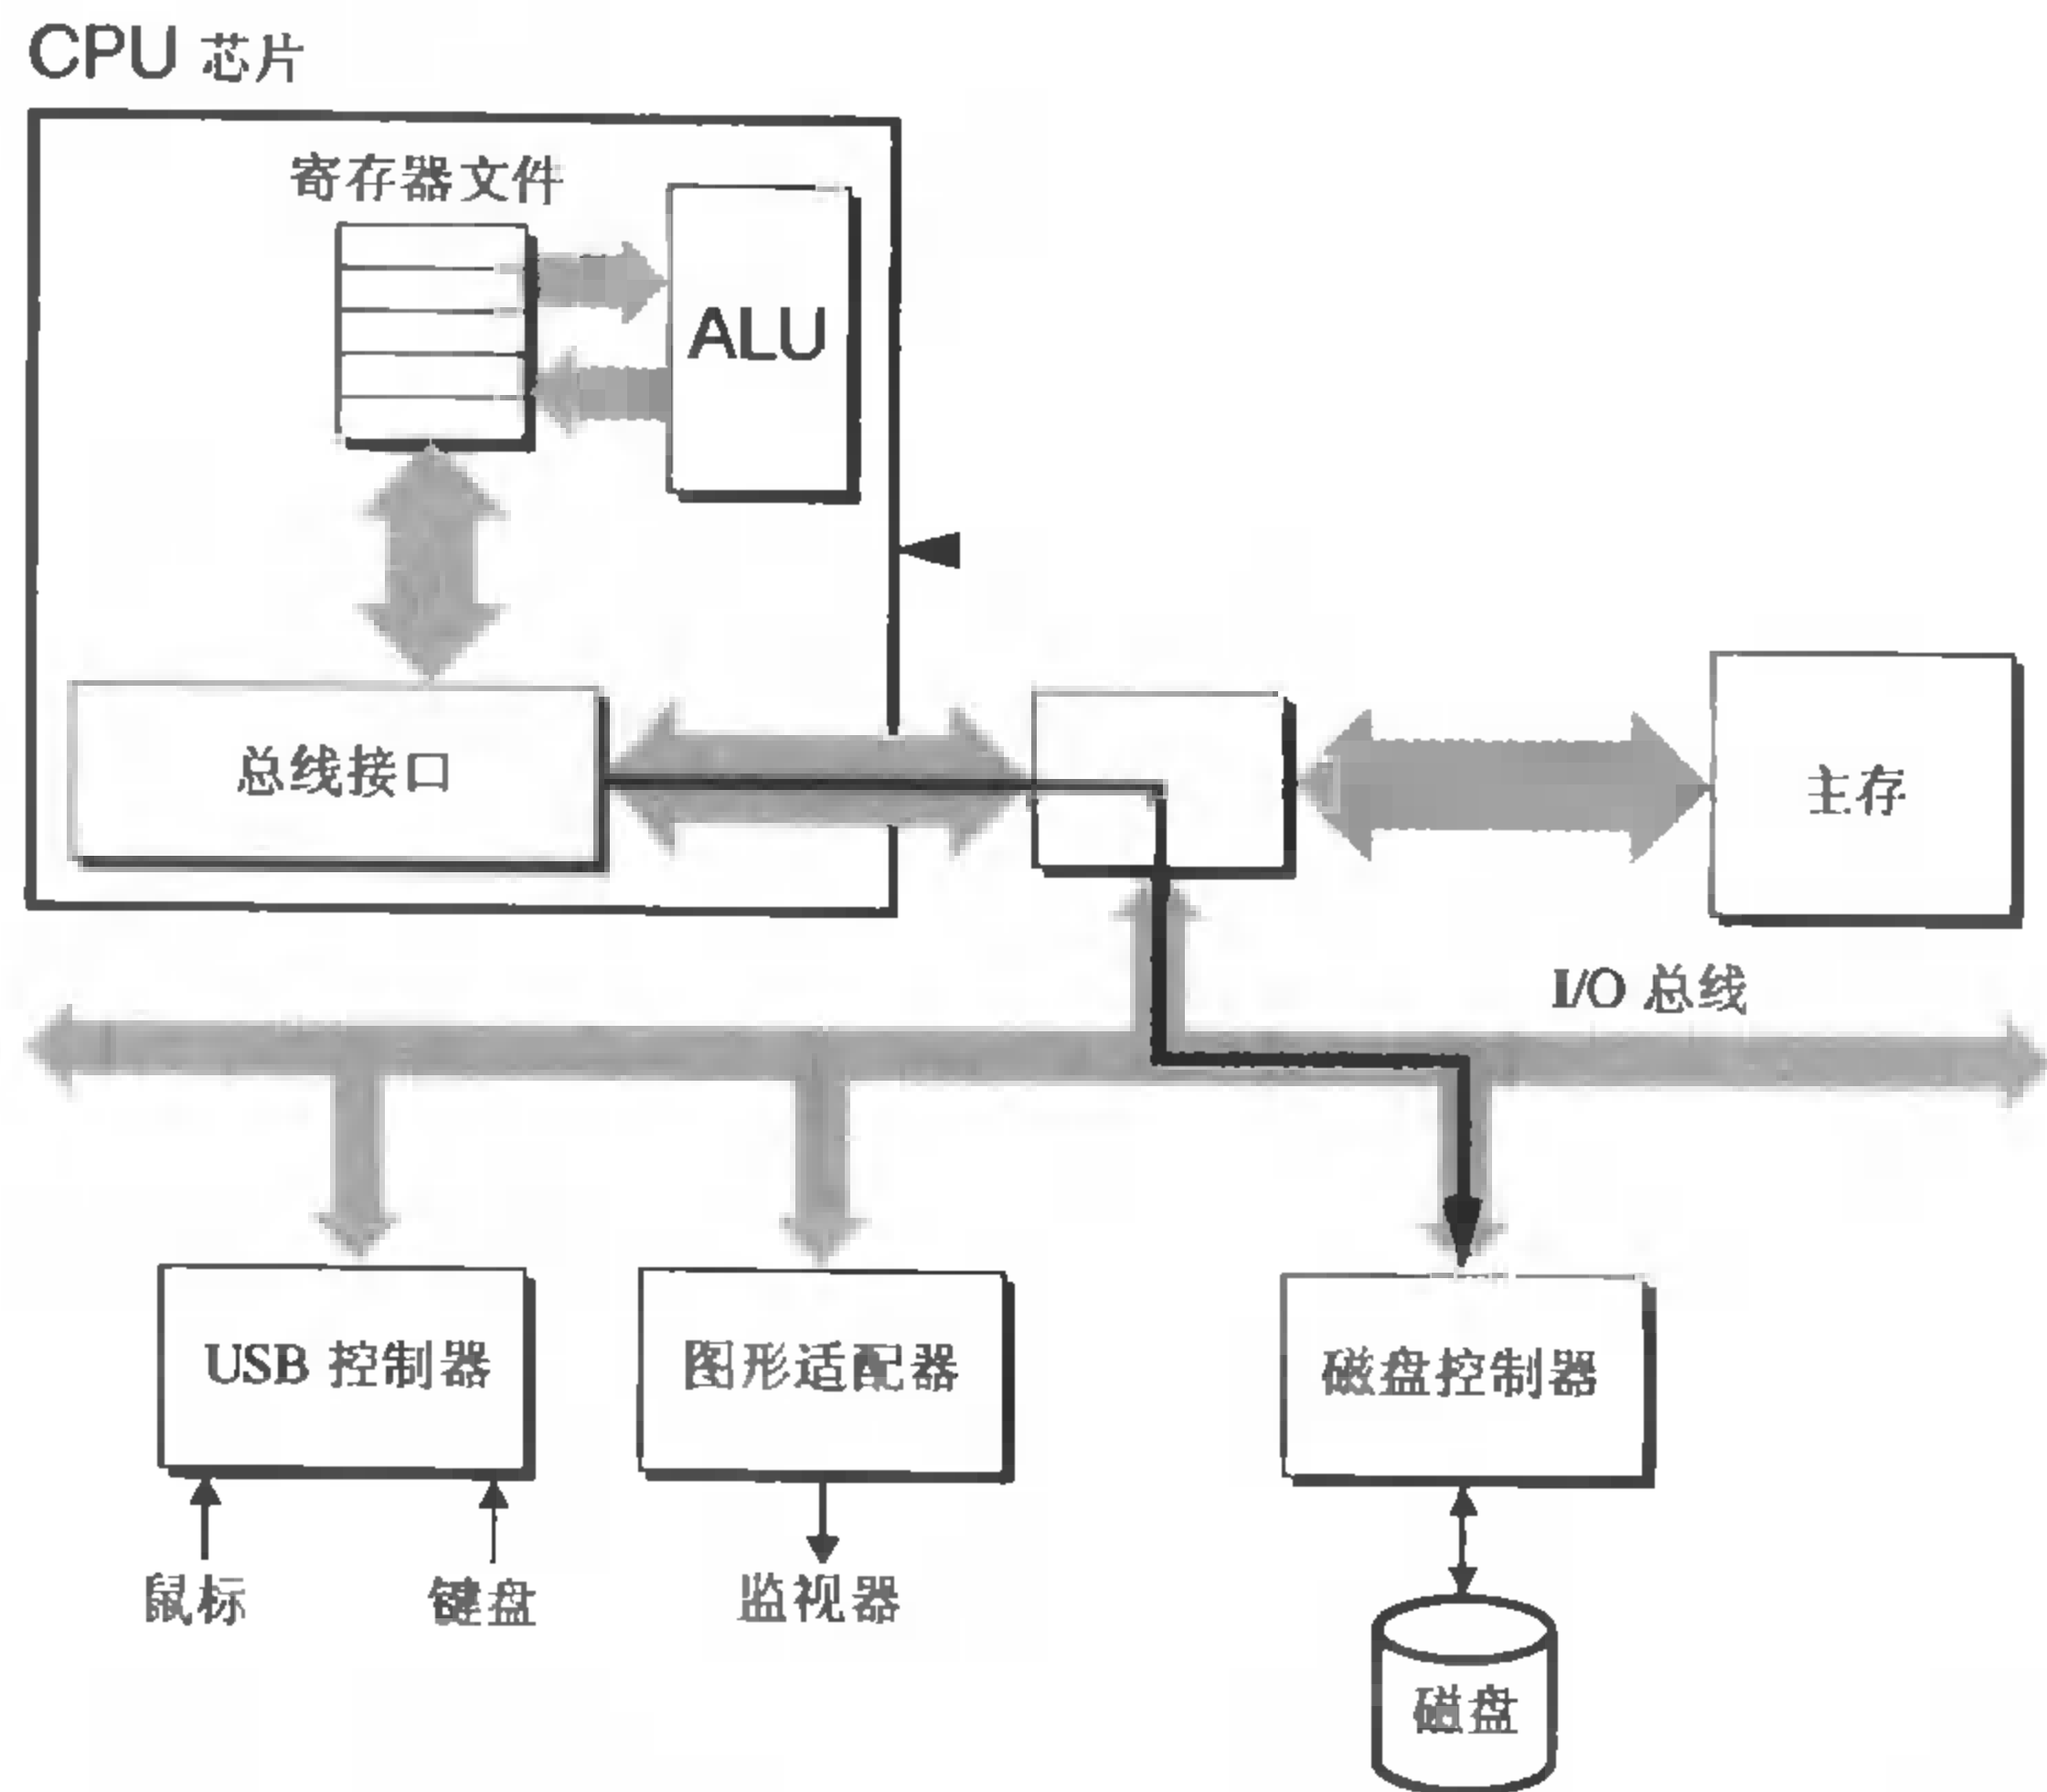 CPU 芯片
寄存器文件
ALU
总线接口
主存
I/O 总线
USB 控制器
图形适配器
磁盘控制器
鼠标
键盘
监视器
磁盘